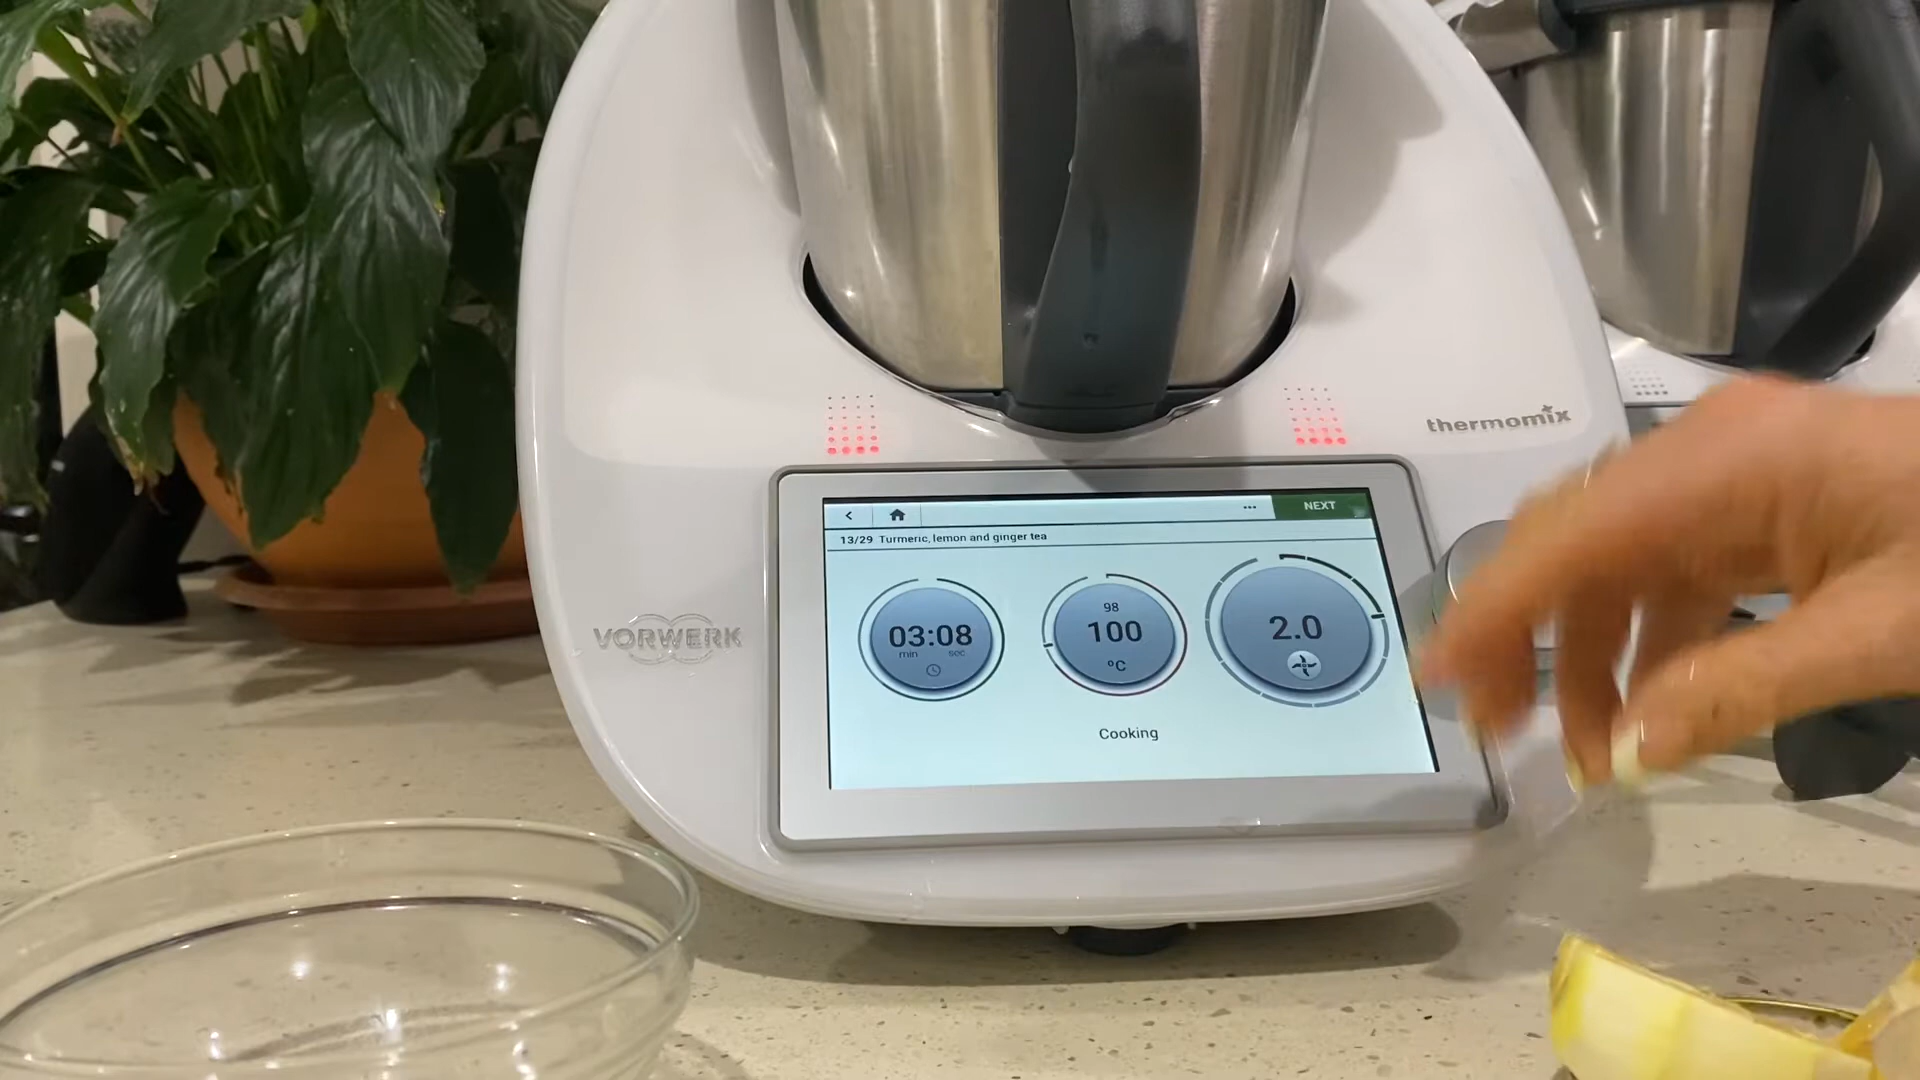 thermomix
VORWERK
NEXT
13/29 Turmeric, lemon and ginger tea
03:08
min sec
98
100
°C
2.0
Cooking